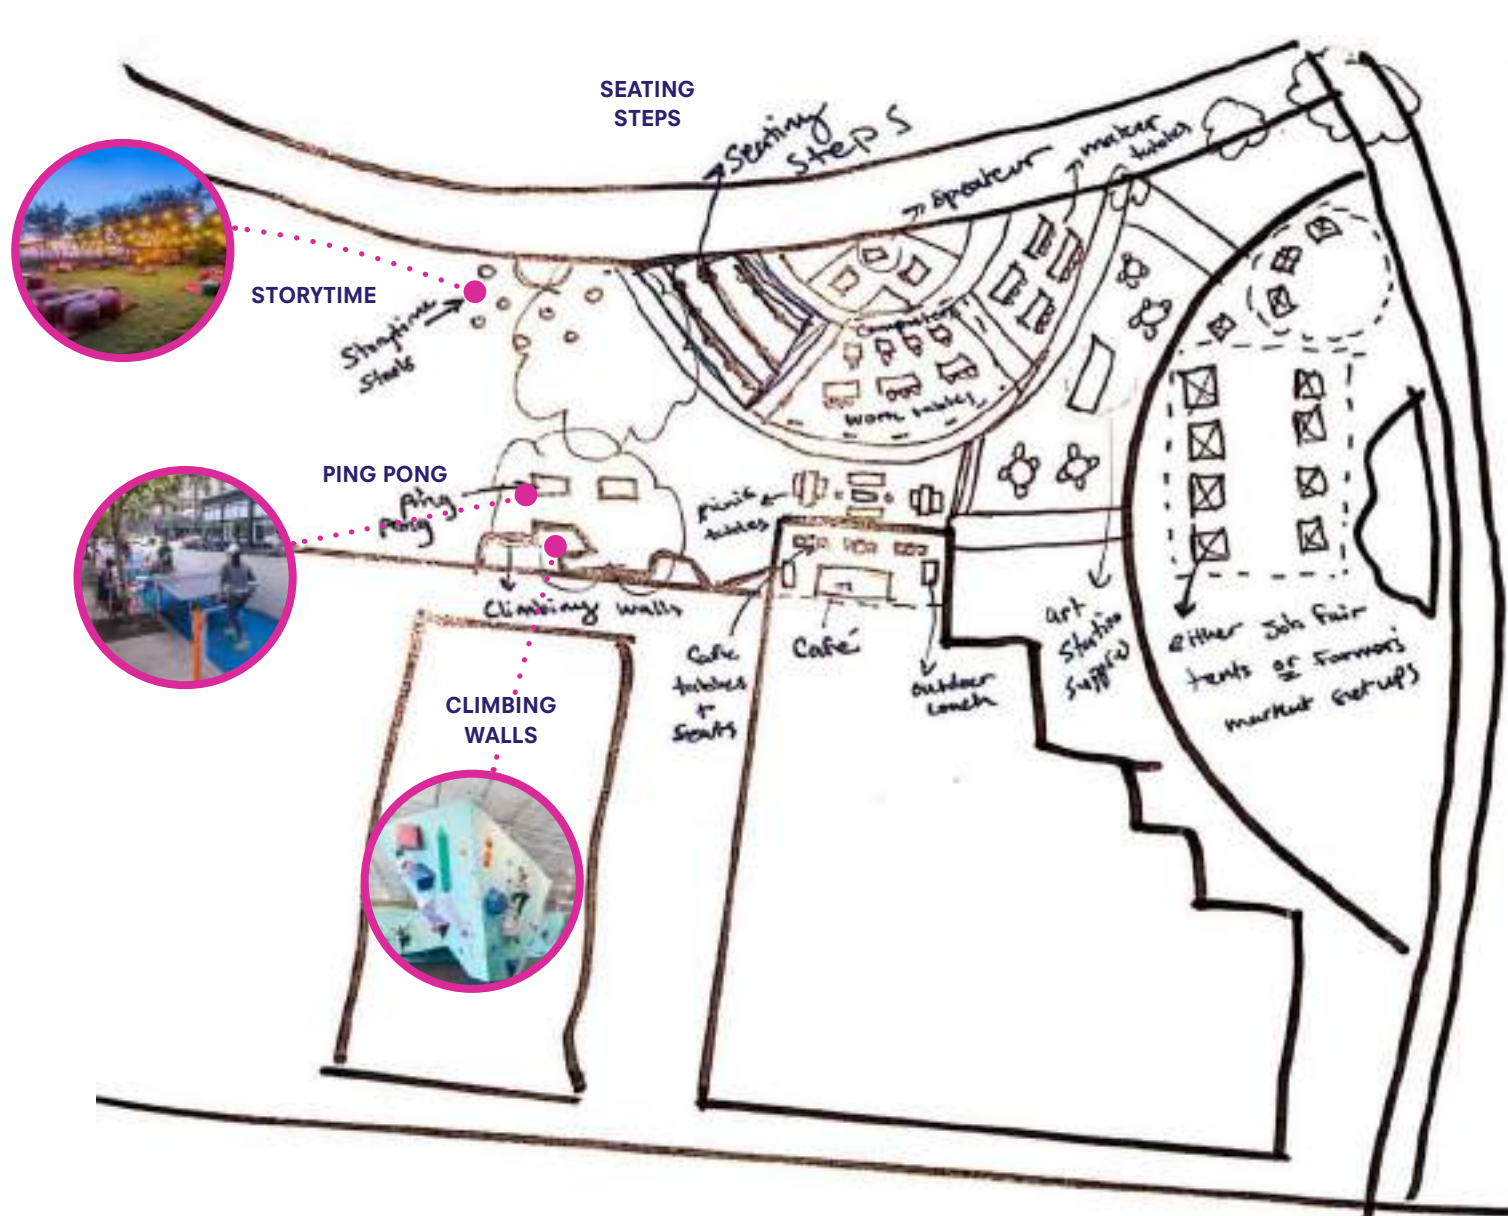 SEATING
STEPS
Seating
Steps
maker
tables
Speaker
STORYTIME
Storytime
Stools
Computers
Work tables
PING PONG
Ping
Pong
Picnic
tables
Climbing walls
Café
Cafe
tables
+
Seats
outdoor
couch
art
Station
Supplies
either Job fair
tents or Farmers
market setups
CLIMBING
WALLS